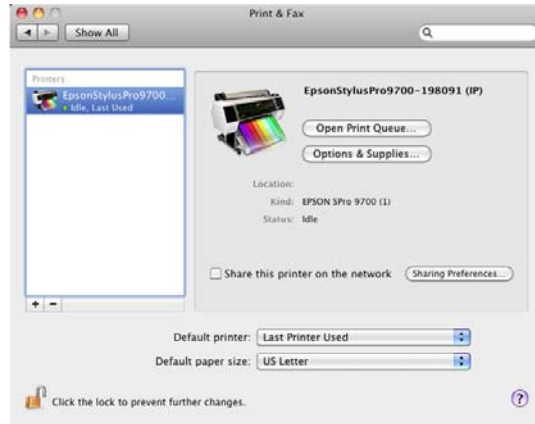 Print & Fax
Show All
Printers
EpsonStylusPro9700...
Idle, Last Used
EpsonStylusPro9700-198091 (IP)
Open Print Queue...
Options & Supplies...
Location:
Kind: EPSON SPro 9700 (1)
Status: Idle
Share this printer on the network
Sharing Preferences...
+ -
Default printer: Last Printer Used
Default paper size: US Letter
Click the lock to prevent further changes.
?